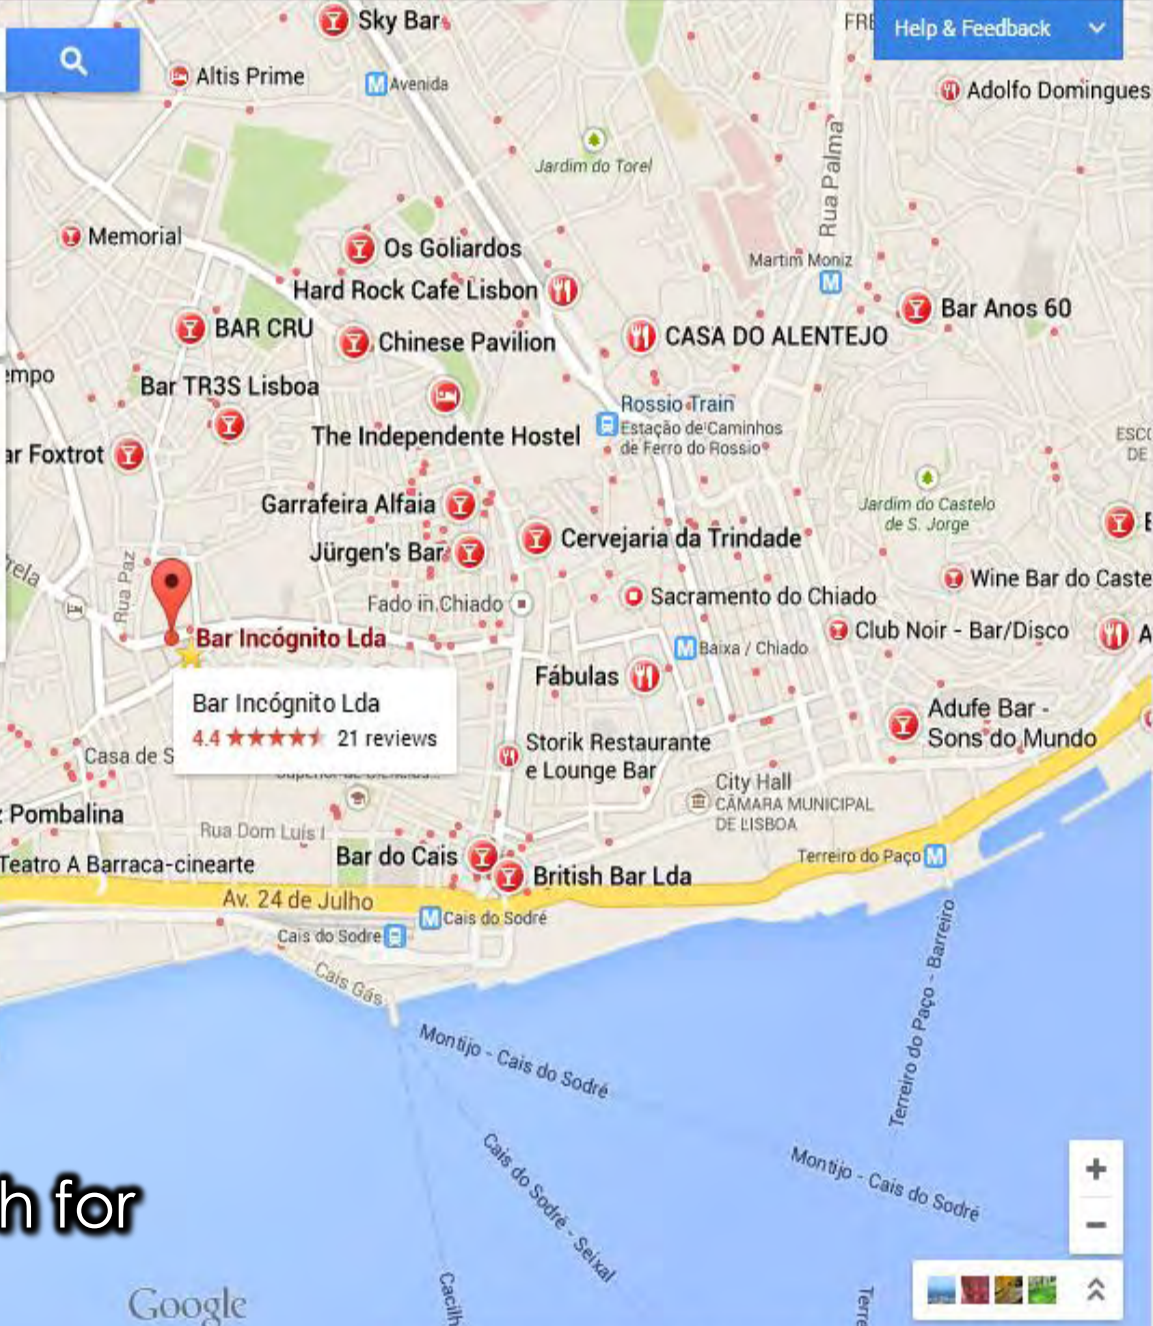 Sky Bar
Help & Feedback
Altis Prime
Avenida
Adolfo Domingues
Jardim do Torel
Rua Palma
Memorial
Os Goliardos
Martim Moniz
Hard Rock Cafe Lisbon
Bar Anos 60
BAR CRU
Chinese Pavilion
CASA DO ALENTEJO
empo
Bar TR3S Lisboa
Rossio Train
Estação de Caminhos
de Ferro do Rossio
The Independente Hostel
ESC
DE
ar Foxtrot
Garrafeira Alfaia
Jardim do Castelo
de S. Jorge
Cervejaria da Trindade
Jürgen's Bar
rela
Rua Paz
Wine Bar do Caste
Fado in Chiado
Sacramento do Chiado
Club Noir - Bar/Disco
A
Bar Incógnito Lda
Baixa / Chiado
Fábulas
Bar Incógnito Lda
4.4 21 reviews
Adufe Bar -
Sons do Mundo
Storik Restaurante
e Lounge Bar
Casa de S
City Hall
CÂMARA MUNICIPAL
DE LISBOA
Pombalina
Rua Dom Luis I
Bar do Cais
Teatro A Barraca-cinearte
British Bar Lda
Terreiro do Paço
Av. 24 de Julho
Cais do Sodré
Cais do Sodre
Cais Gás
Terreiro do Paço - Barreiro
Montijo - Cais do Sodré
Cais do Sodré - Seixal
Montijo - Cais do Sodré
h for
Cacilh
Terre
Google